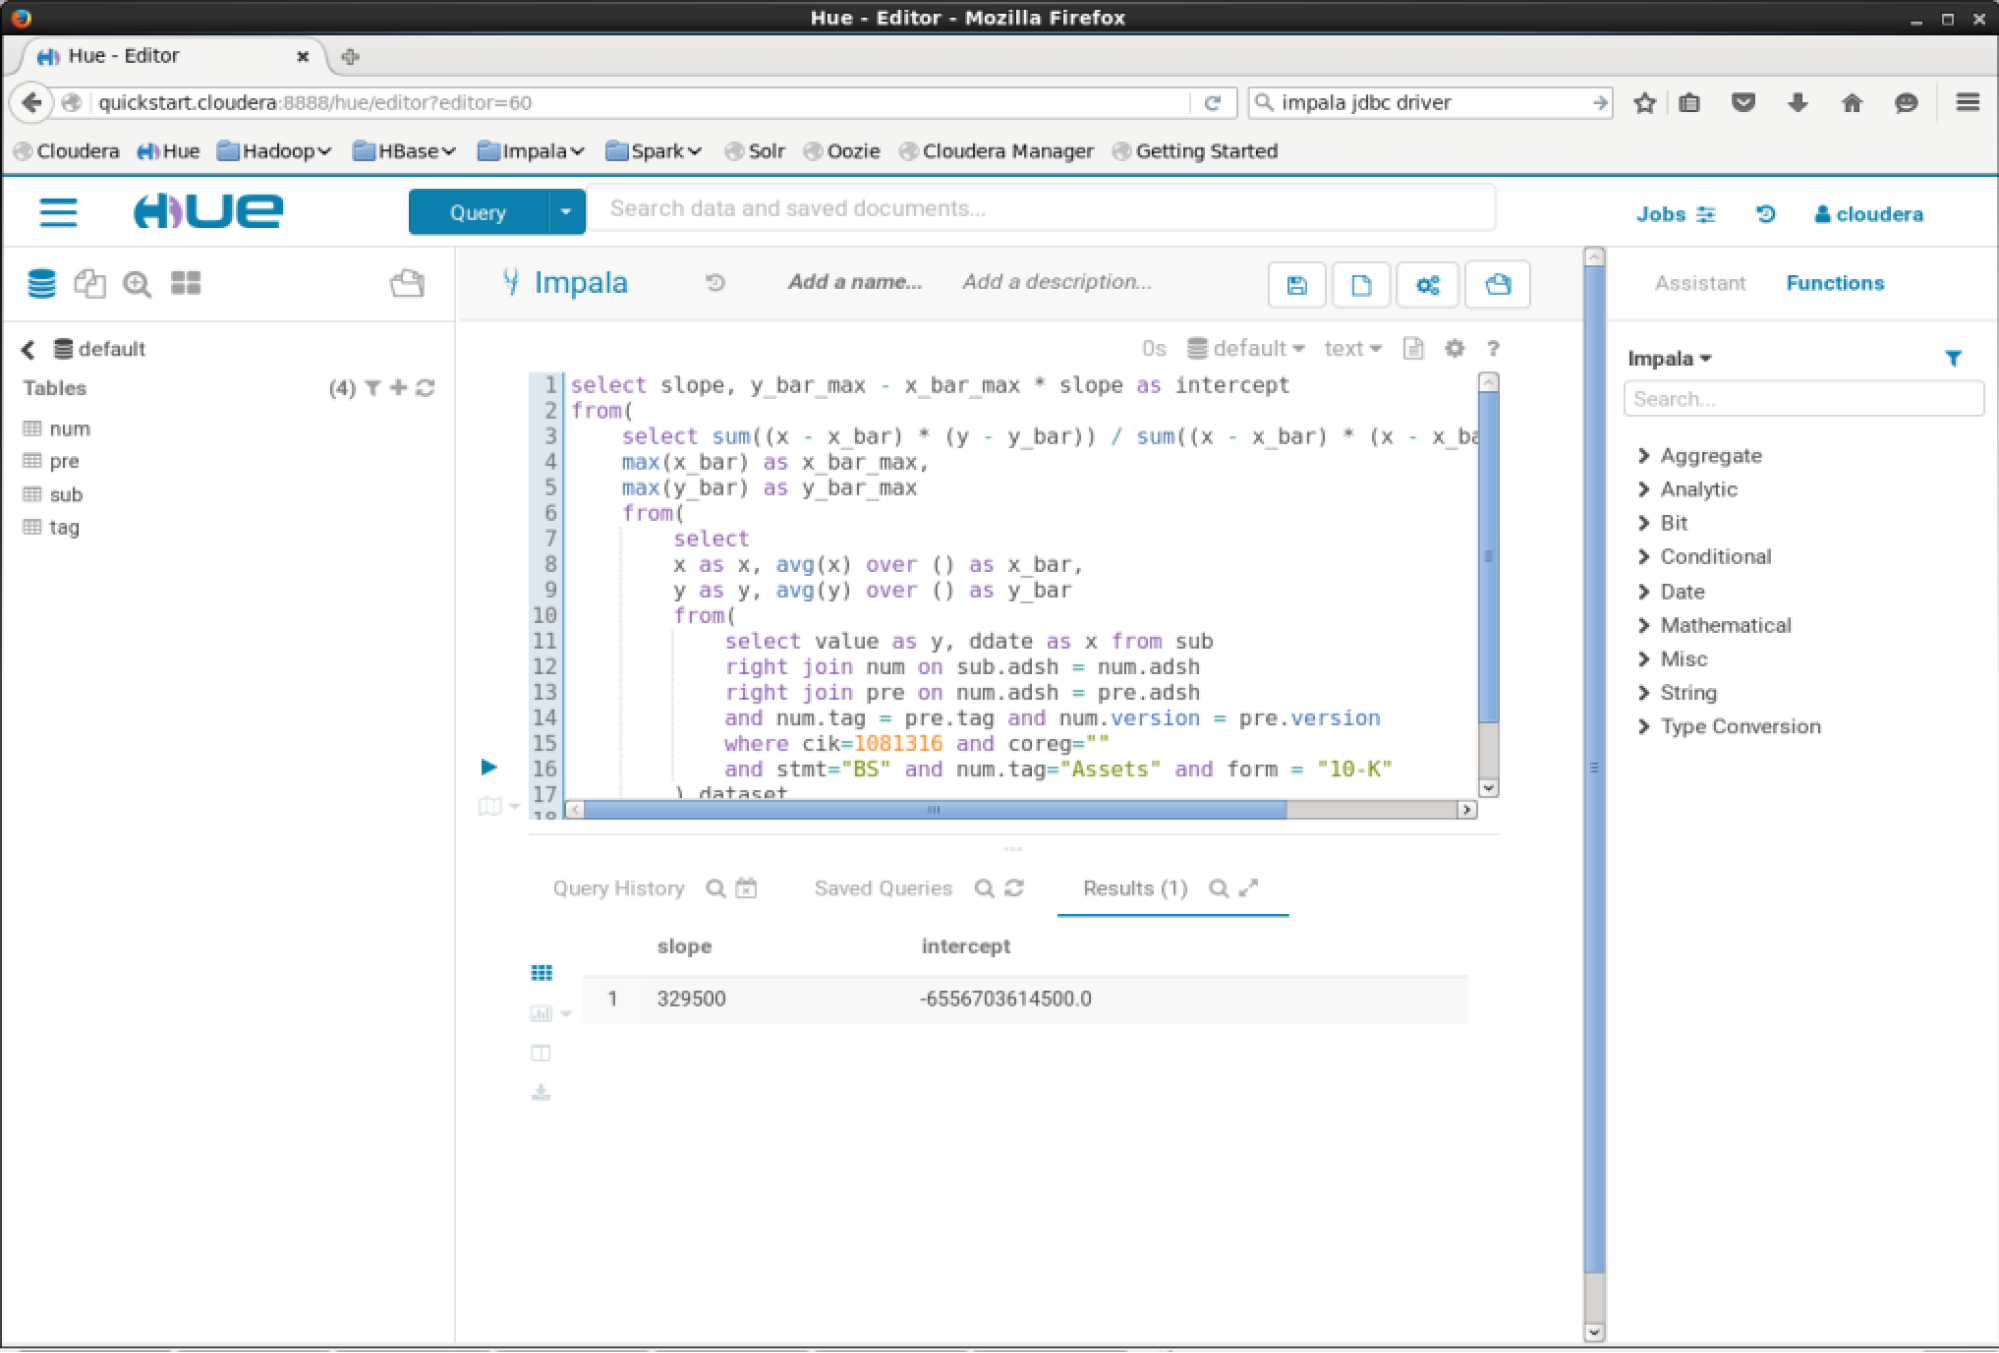 Hue - Editor - Mozilla Firefox
Hue - Editor
quickstart.cloudera:8888/hue/editor?editor=60
impala jdbc driver
Cloudera Hue Hadoop HBase Impala Spark Solr Oozie Cloudera Manager Getting Started
HUE
Query
Search data and saved documents...
Jobs
cloudera
Impala
Add a name...
Add a description...
Assistant
Functions
default
Tables
(4)
num
pre
sub
tag
0s default text ?
1 select slope, y_bar_max - x_bar_max * slope as intercept
2 from(
3 select sum((x - x_bar) * (y - y_bar)) / sum((x - x_bar) * (x - x_ba
4 max(x_bar) as x_bar_max,
5 max(y_bar) as y_bar_max
6 from(
7 select
8 x as x, avg(x) over () as x_bar,
9 y as y, avg(y) over () as y_bar
10 from(
11 select value as y, ddate as x from sub
12 right join num on sub.adsh = num.adsh
13 right join pre on num.adsh = pre.adsh
14 and num.tag = pre.tag and num.version = pre.version
15 where cik=1081316 and coreg=""
16 and stmt="BS" and num.tag="Assets" and form = "10-K"
17 ) dataset
18
Impala
Search...
Aggregate
Analytic
Bit
Conditional
Date
Mathematical
Misc
String
Type Conversion
Query History
Saved Queries
Results (1)
slope intercept
1 329500 -6556703614500.0